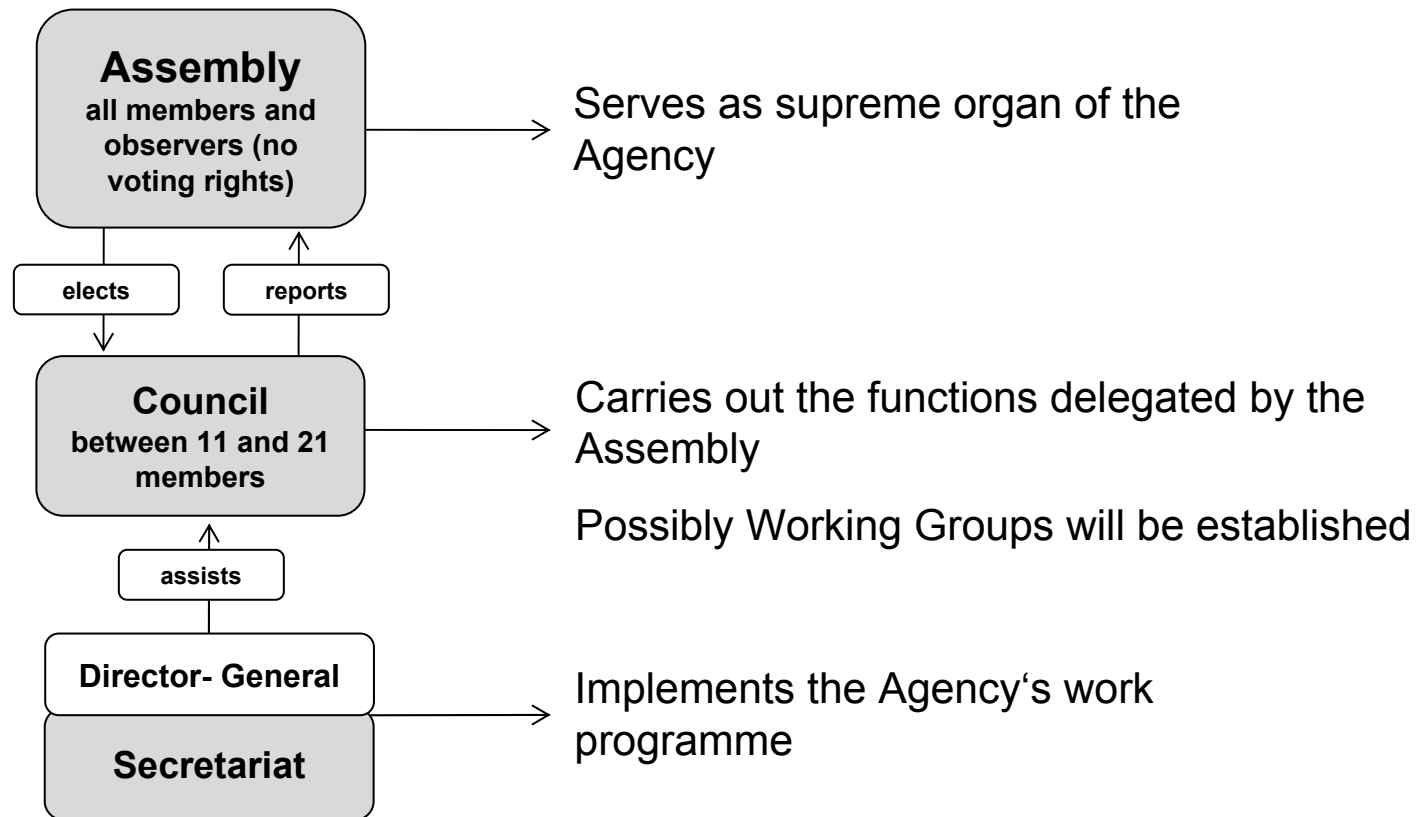 Assembly
all members and
observers (no
voting rights)
Serves as supreme organ of the
Agency
elects
reports
Council
between 11 and 21
members
Carries out the functions delegated by the
Assembly
Possibly Working Groups will be established
assists
Director- General
Secretariat
Implements the Agency‘s work
programme